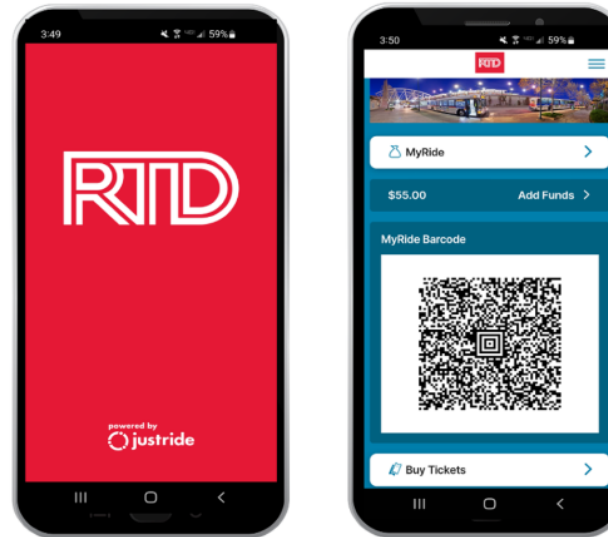 3:49
59%
RTD
powered by
justride
3:50
59%
RTD
MyRide
$55.00 Add Funds
MyRide Barcode
Buy Tickets